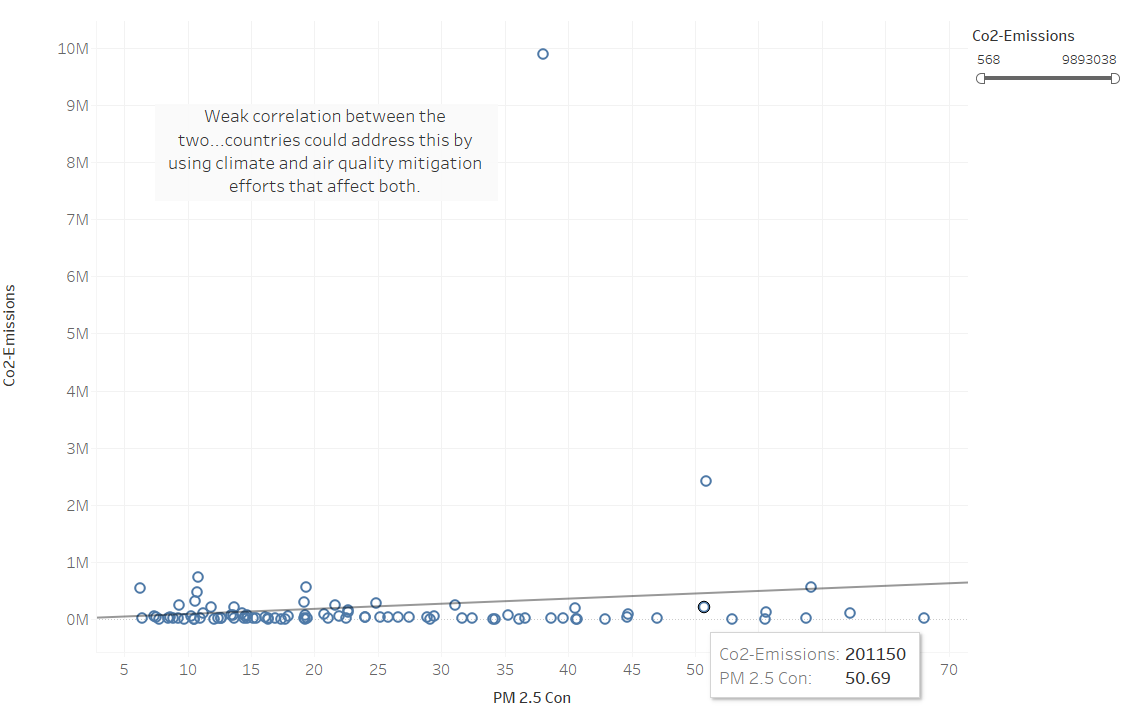 10M
9M
8M
7M
6M
5M
4M
3M
2M
1M
0M
Co2-Emissions
Weak correlation between the
two...countries could address this by
using climate and air quality mitigation
efforts that affect both.
5 10 15 20 25 30 35 40 45 50 70
PM 2.5 Con
Co2-Emissions: 201150
PM 2.5 Con: 50.69
Co2-Emissions
568 9893038